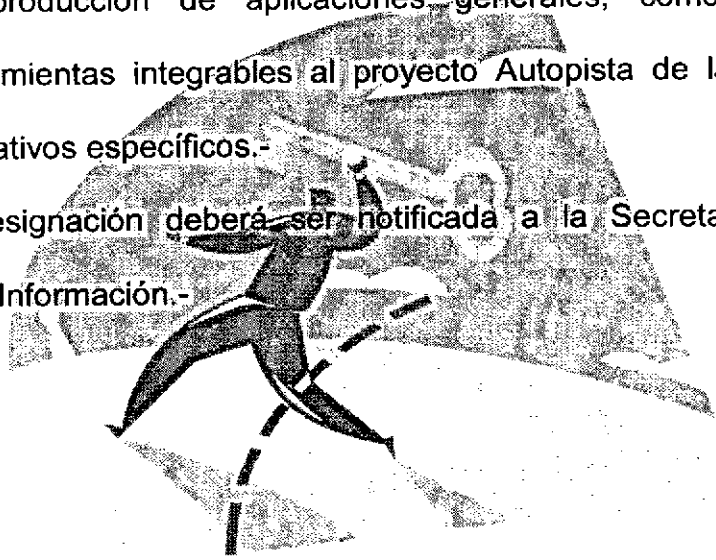 producción de aplicaciones generales, como
mientas integrables al proyecto Autopista de la
ativos específicos.-
esignación deberá ser notificada a la Secreta
Información.-